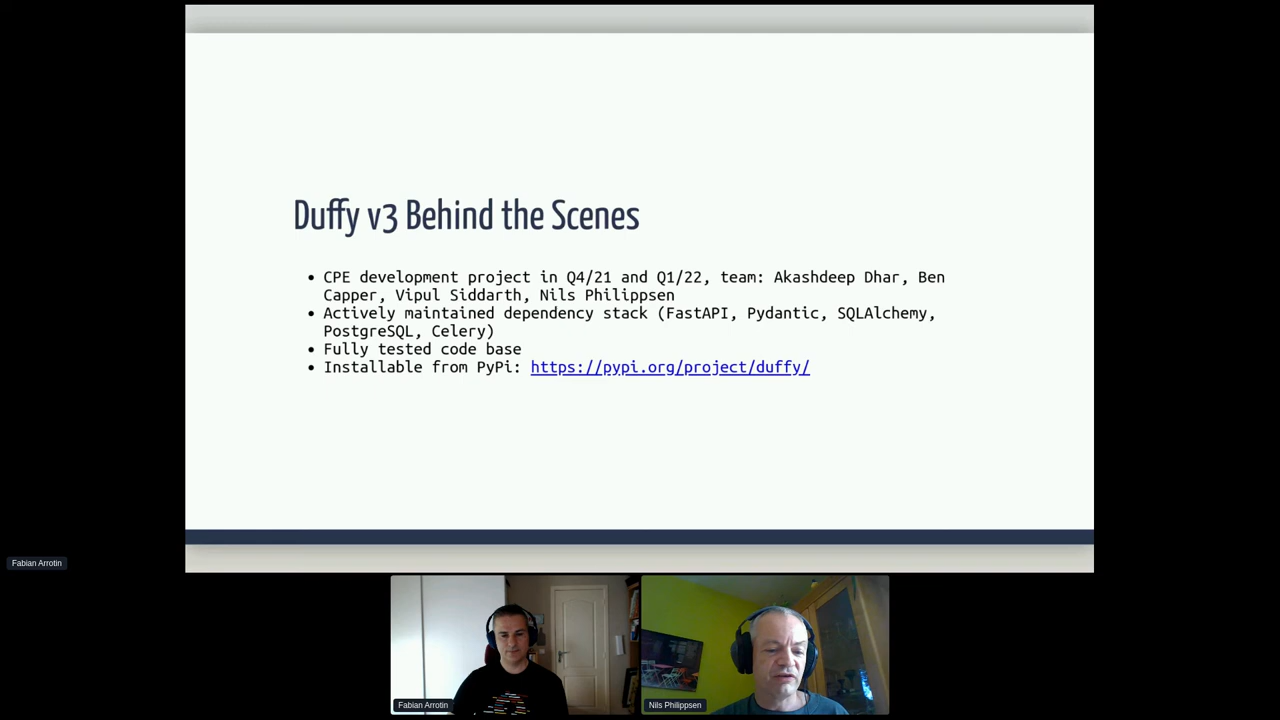 Duffy v3 Behind the Scenes
• CPE development project in Q4/21 and Q1/22, team: Akashdeep Dhar, Ben
Capper, Vipul Siddarth, Nils Philippsen
• Actively maintained dependency stack (FastAPI, Pydantic, SQLAlchemy,
PostgreSQL, Celery)
• Fully tested code base
• Installable from PyPi: https://pypi.org/project/duffy/
Fabian Arrotin
Fabian Arrotin
Nils Philippsen